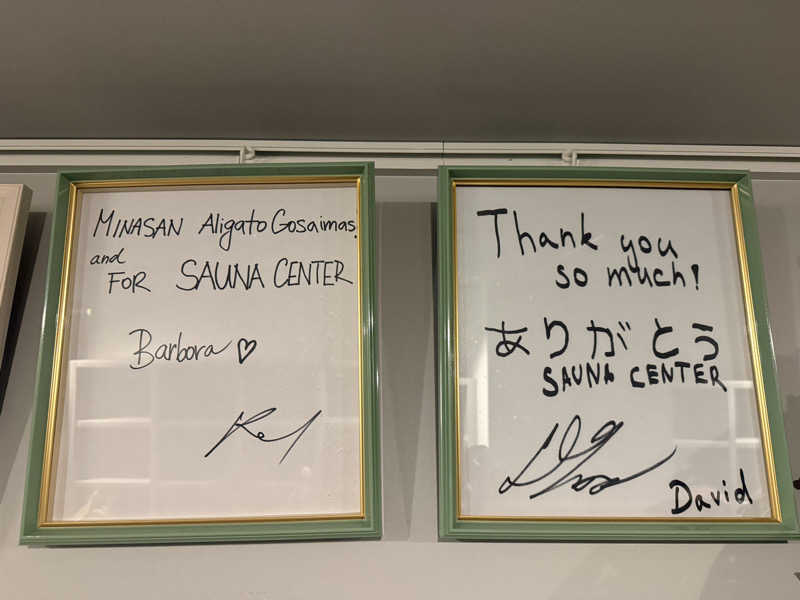 MINASAN Aligato Gosaimas!
and
FOR SAUNA CENTER
Barbora ♡
Thank you
so much!
ありがとう
SAUNA CENTER
David